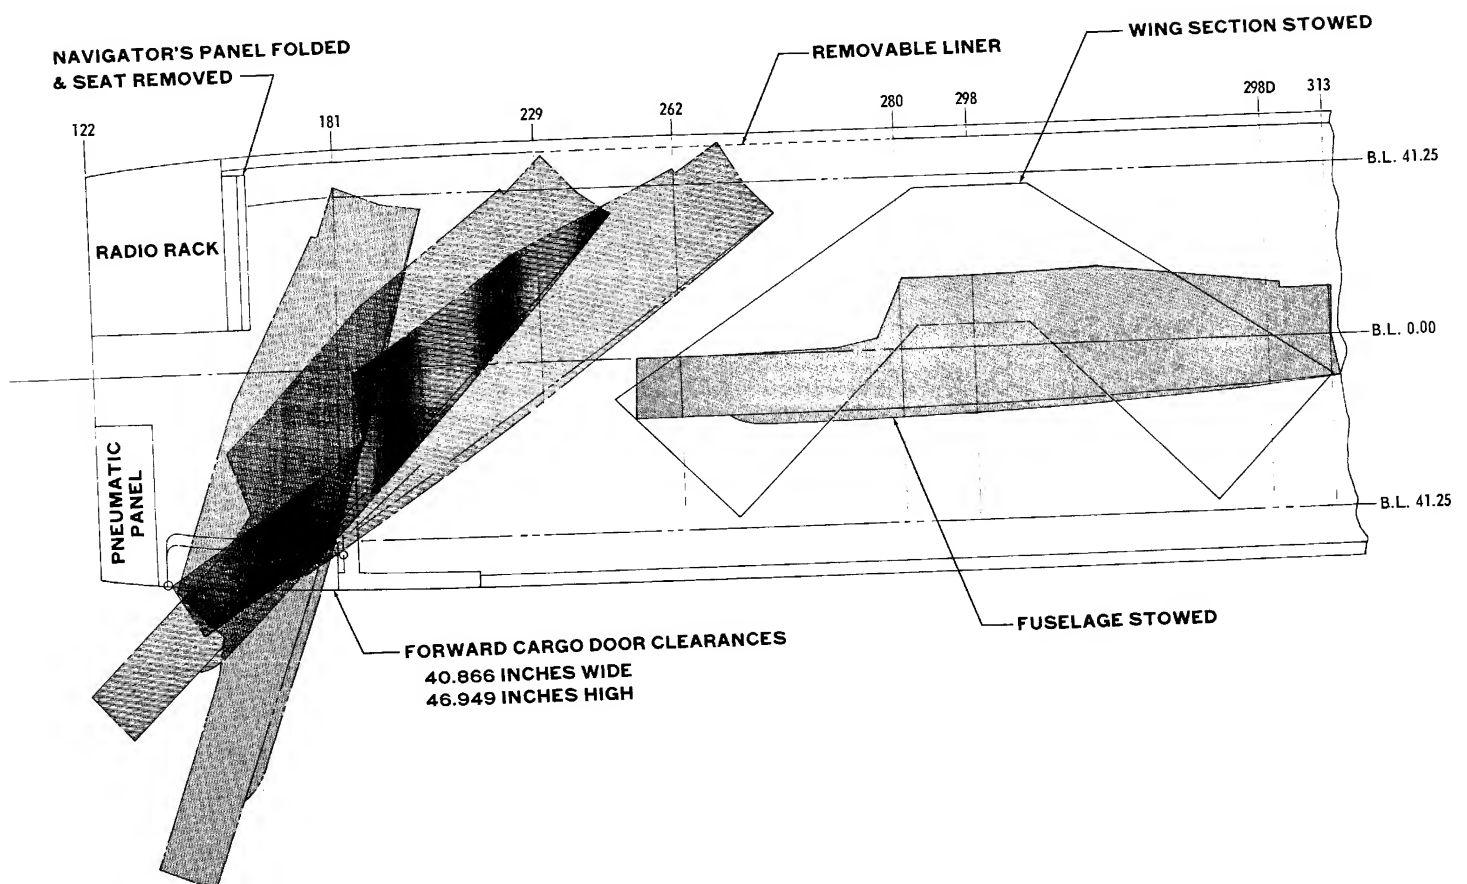 WING SECTION STOWED
REMOVABLE LINER
NAVIGATOR'S PANEL FOLDED
& SEAT REMOVED
122
181
229
262
280
298
298D
313
B.L. 41.25
RADIO RACK
B.L. 0.00
PNEUMATIC
PANEL
B.L. 41.25
FUSELAGE STOWED
FORWARD CARGO DOOR CLEARANCES
40.866 INCHES WIDE
46.949 INCHES HIGH